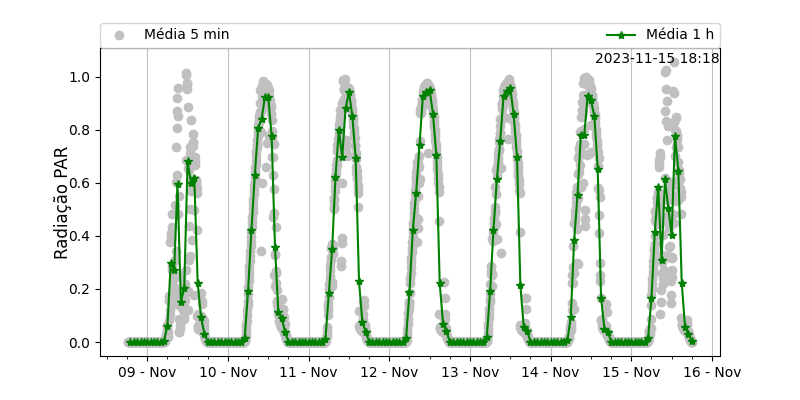 Média 5 min
Média 1 h
2023-11-15 18:18
Radiação PAR
1.0
0.8
0.6
0.4
0.2
0.0
09 - Nov
10 - Nov
11 - Nov
12 - Nov
13 - Nov
14 - Nov
15 - Nov
16 - Nov